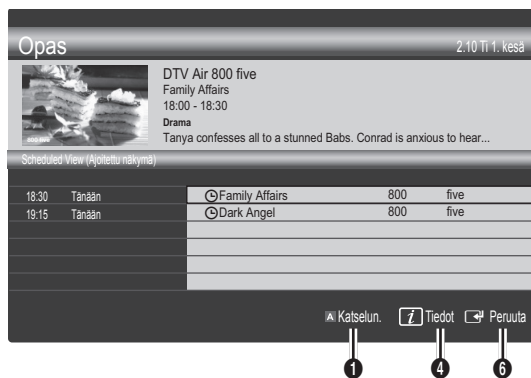 Opas 2.10 Ti 1. kesä
DTV Air 800 five
Family Affairs
18:00 - 18:30
Drama
Tanya confesses all to a stunned Babs. Conrad is anxious to hear...
800 FIVE
Scheduled View (Ajoitettu näkymä)
18:30 Tänään Family Affairs 800 five
19:15 Tänään Dark Angel 800 five
A Katselun. i Tiedot Peruuta
1 4 6